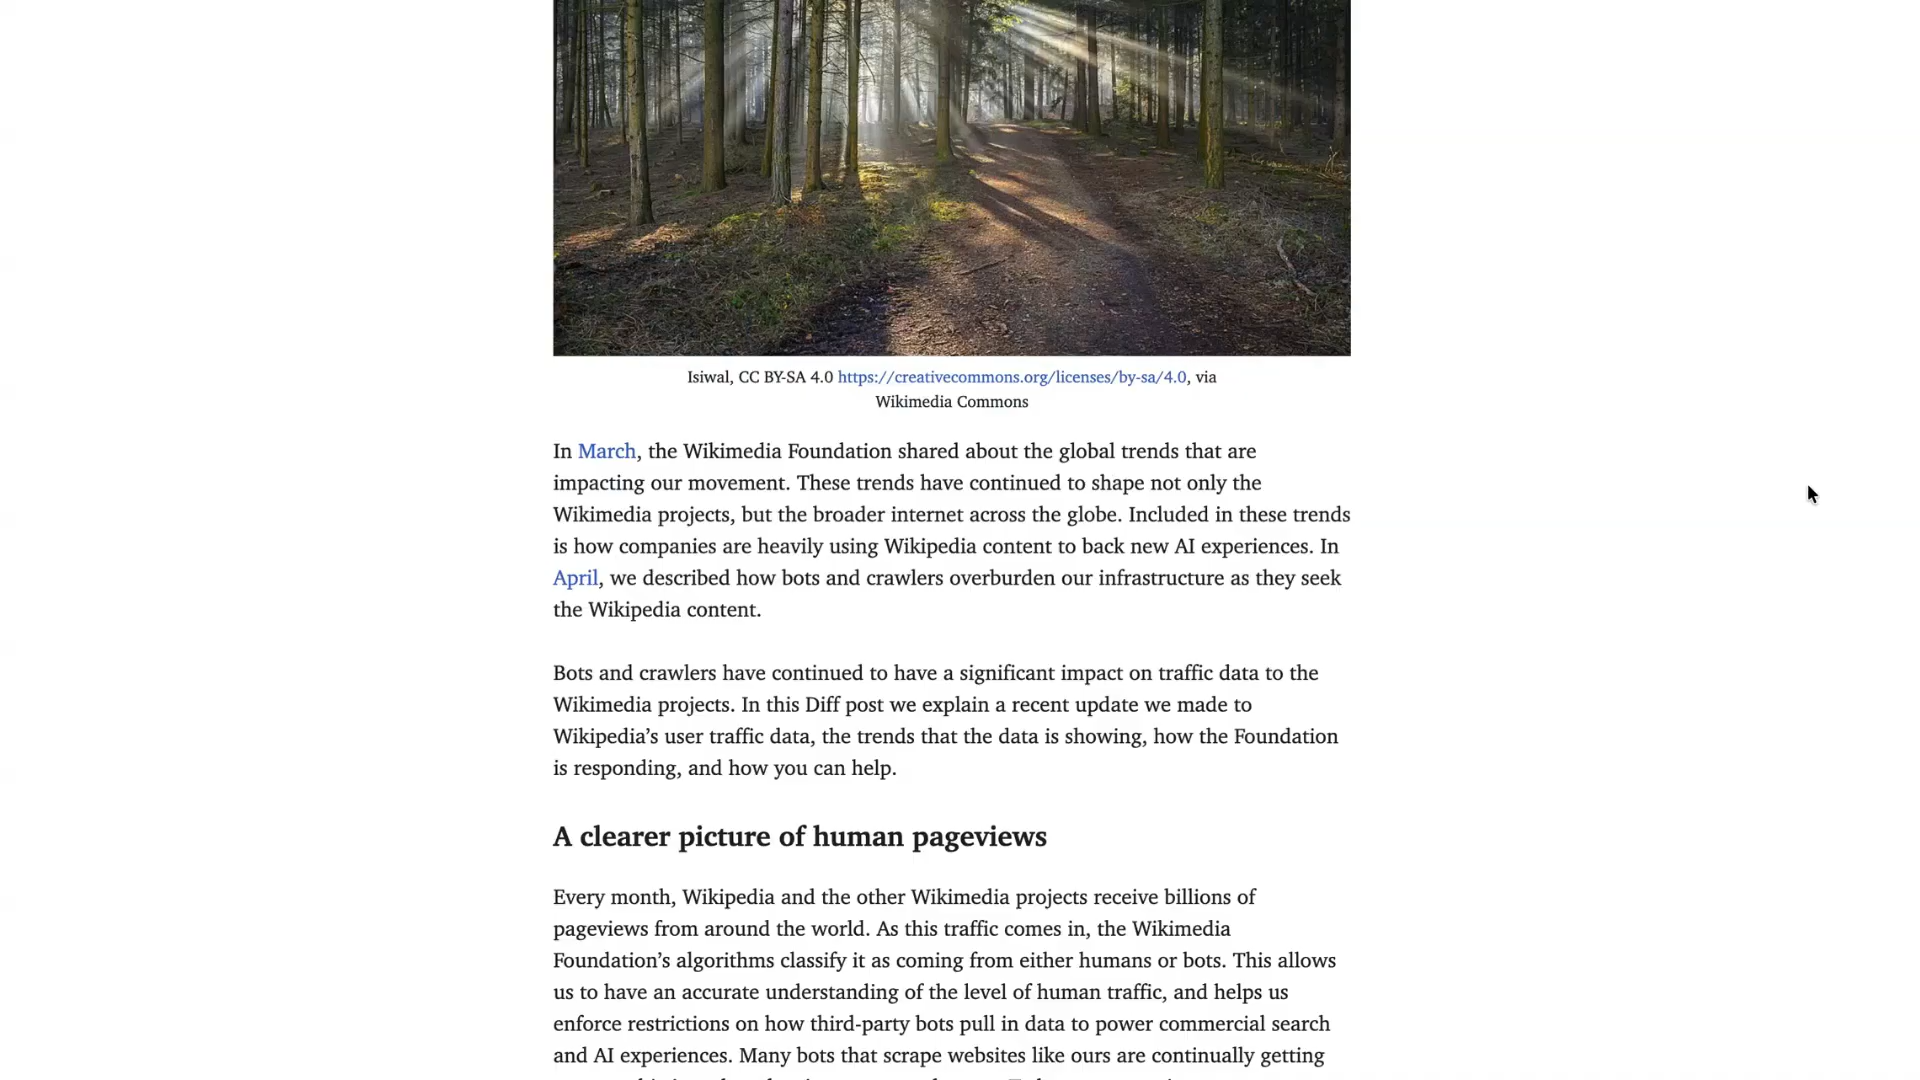 Isiwal, CC BY-SA 4.0 https://creativecommons.org/licenses/by-sa/4.0, via
Wikimedia Commons
In March, the Wikimedia Foundation shared about the global trends that are
impacting our movement. These trends have continued to shape not only the
Wikimedia projects, but the broader internet across the globe. Included in these trends
is how companies are heavily using Wikipedia content to back new AI experiences. In
April, we described how bots and crawlers overburden our infrastructure as they seek
the Wikipedia content.
Bots and crawlers have continued to have a significant impact on traffic data to the
Wikimedia projects. In this Diff post we explain a recent update we made to
Wikipedia’s user traffic data, the trends that the data is showing, how the Foundation
is responding, and how you can help.
A clearer picture of human pageviews
Every month, Wikipedia and the other Wikimedia projects receive billions of
pageviews from around the world. As this traffic comes in, the Wikimedia
Foundation’s algorithms classify it as coming from either humans or bots. This allows
us to have an accurate understanding of the level of human traffic, and helps us
enforce restrictions on how third-party bots pull in data to power commercial search
and AI experiences. Many bots that scrape websites like ours are continually getting